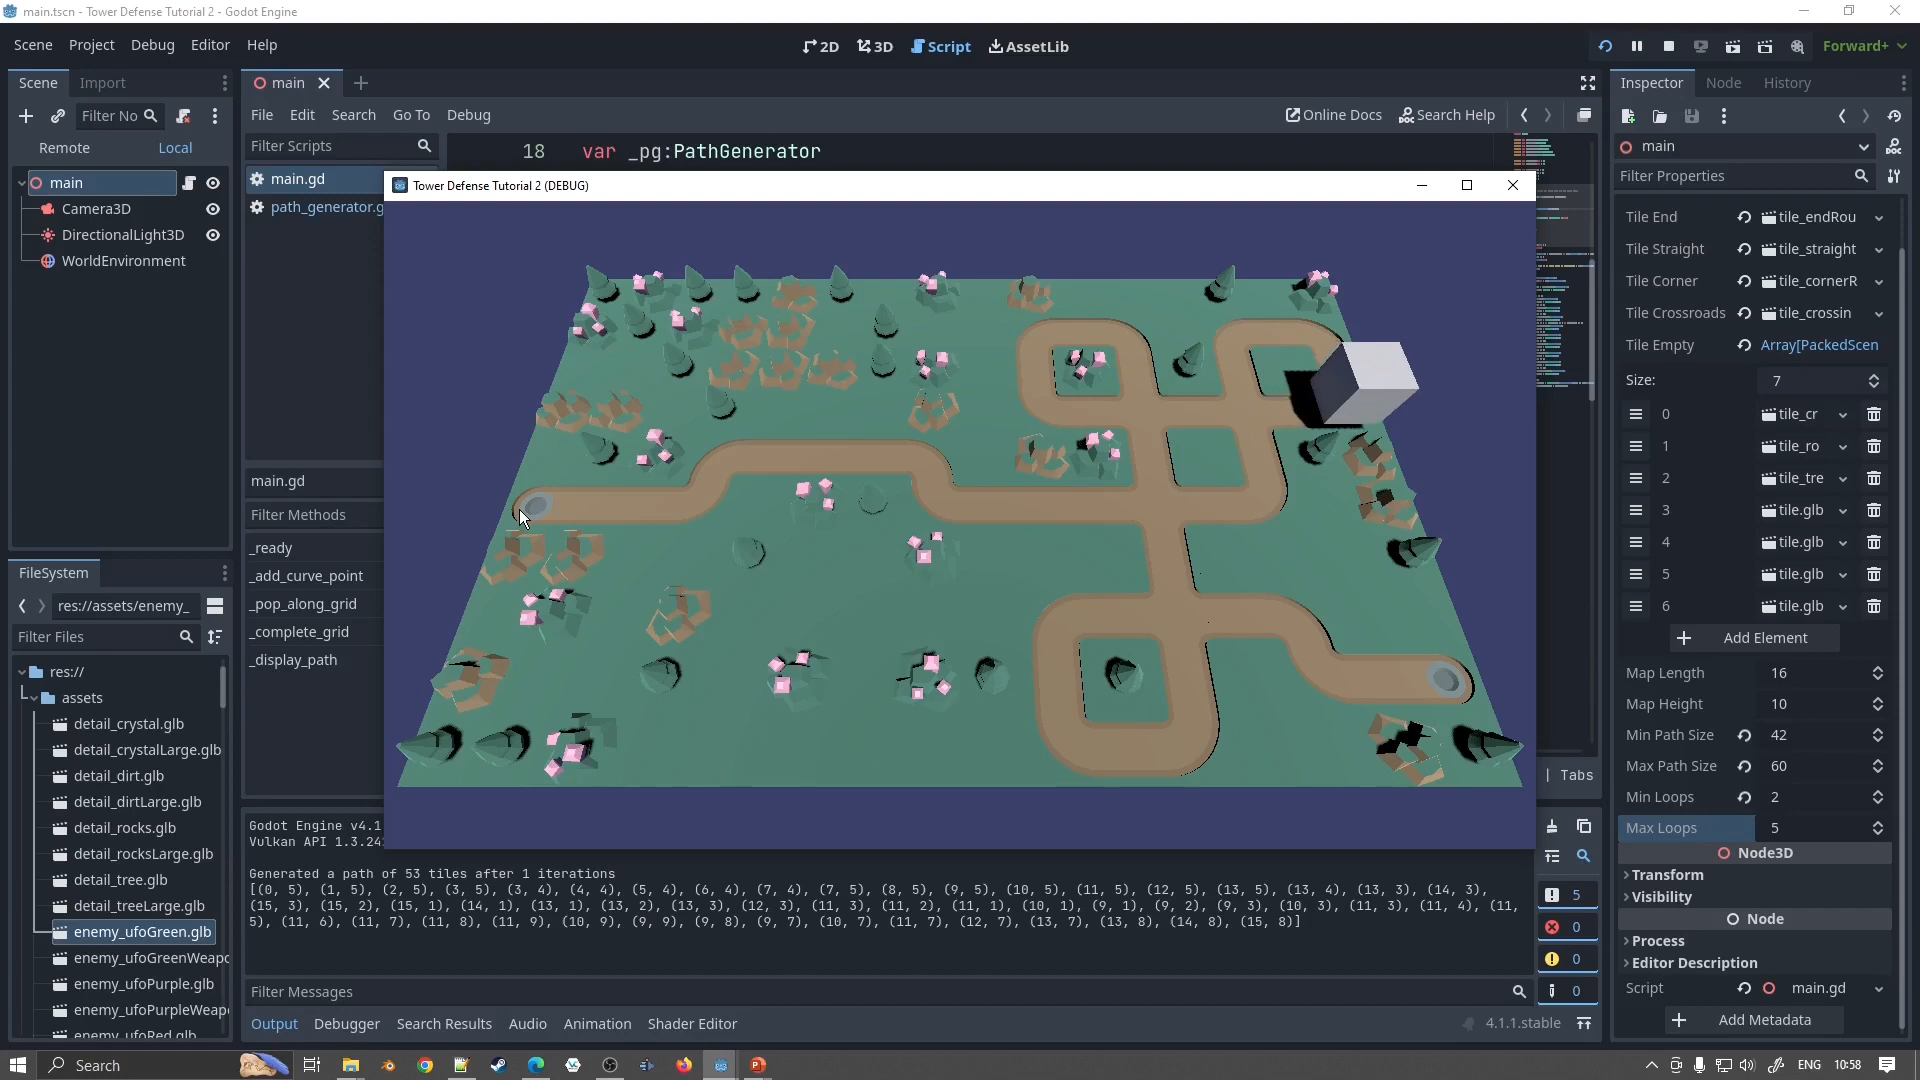 main.tscn - Tower Defense Tutorial 2 - Godot Engine
Scene Project Debug Editor Help
2D 3D Script AssetLib
Forward+
Scene Import
main
Inspector Node History
Filter No
File Edit Search Go To Debug
Online Docs Search Help
Remote Local
Filter Scripts
18 var _pg:PathGenerator
main
Filter Properties
main
Camera3D
DirectionalLight3D
WorldEnvironment
main.gd
path_generator.g
Tower Defense Tutorial 2 (DEBUG)
Tile End tile_endRou
Tile Straight tile_straight
Tile Corner tile_cornerR
Tile Crossroads tile_crossin
Tile Empty Array[PackedScen
Size: 7
0 tile_cr
1 tile_ro
2 tile_tre
3 tile.glb
4 tile.glb
5 tile.glb
6 tile.glb
Add Element
Map Length 16
Map Height 10
Min Path Size 42
Max Path Size 60
Min Loops 2
Max Loops 5
Node3D
Transform
Visibility
Node
Process
Editor Description
Script main.gd
Add Metadata
main.gd
Filter Methods
_ready
_add_curve_point
_pop_along_grid
_complete_grid
_display_path
FileSystem
res://assets/enemy_
Filter Files
res://
assets
detail_crystal.glb
detail_crystalLarge.glb
detail_dirt.glb
detail_dirtLarge.glb
detail_rocks.glb
detail_rocksLarge.glb
detail_tree.glb
detail_treeLarge.glb
enemy_ufoGreen.glb
enemy_ufoGreenWeapo
enemy_ufoPurple.glb
enemy_ufoPurpleWeap
enemy_ufoRed.glb
| Tabs
Godot Engine v4.1
Vulkan API 1.3.24
Generated a path of 53 tiles after 1 iterations
[(0, 5), (1, 5), (2, 5), (3, 5), (3, 4), (4, 4), (5, 4), (6, 4), (7, 4), (7, 5), (8, 5), (9, 5), (10, 5), (11, 5), (12, 5), (13, 5), (13, 4), (13, 3), (14, 3),
(15, 3), (15, 2), (15, 1), (14, 1), (13, 1), (13, 2), (13, 3), (12, 3), (11, 3), (11, 2), (11, 1), (10, 1), (9, 1), (9, 2), (9, 3), (10, 3), (11, 3), (11, 4), (11,
5), (11, 6), (11, 7), (11, 8), (11, 9), (10, 9), (9, 9), (9, 8), (9, 7), (10, 7), (11, 7), (12, 7), (13, 7), (13, 8), (14, 8), (15, 8)]
5
0
0
0
Filter Messages
Output Debugger Search Results Audio Animation Shader Editor
4.1.1.stable
Search
ENG 10:58